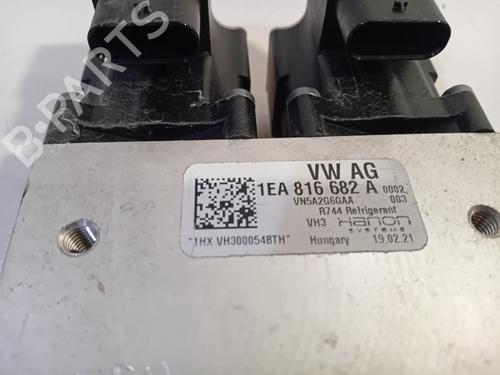 B-PARTS
VW AG
1EA 816 682 A 0002
VN5A2G6QAA 003
R744 Refrigerant
VH3 Hanon
SYSTEMS
"1HX VH300054BTH" Hungary 19.02.21